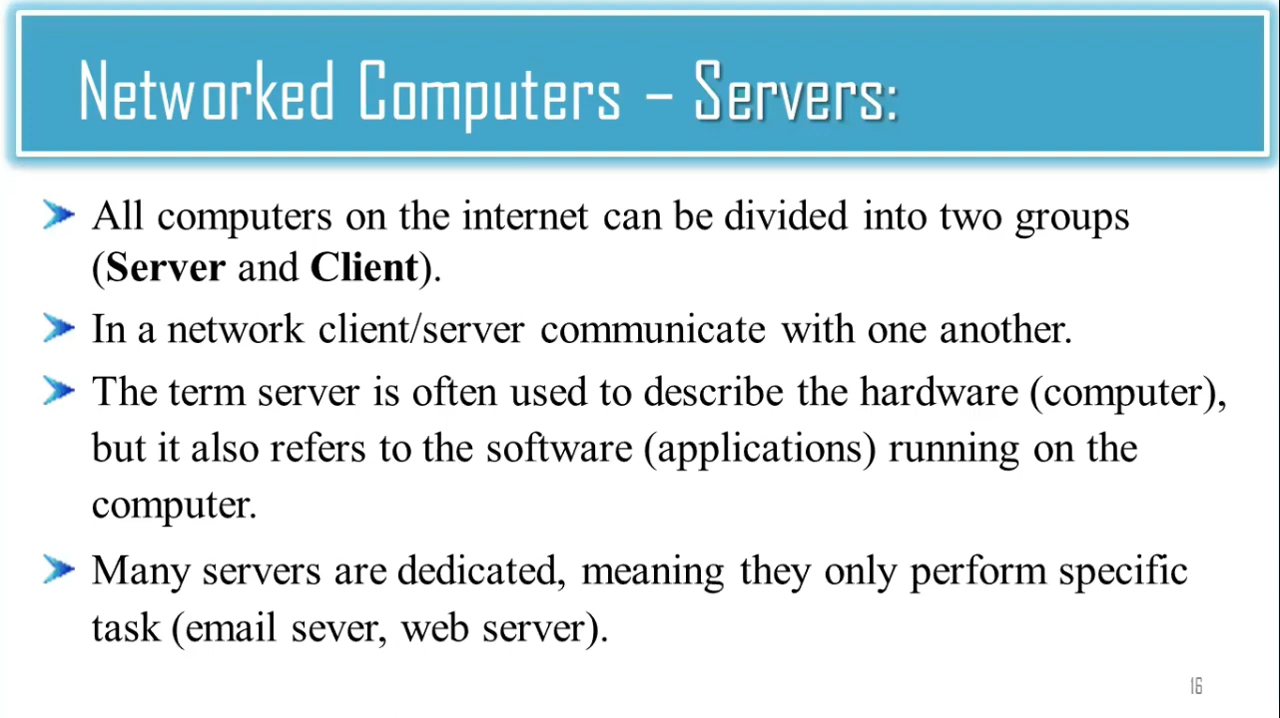 Networked Computers – Servers:
All computers on the internet can be divided into two groups
(Server and Client).
In a network client/server communicate with one another.
The term server is often used to describe the hardware (computer),
but it also refers to the software (applications) running on the
computer.
Many servers are dedicated, meaning they only perform specific
task (email sever, web server).
16